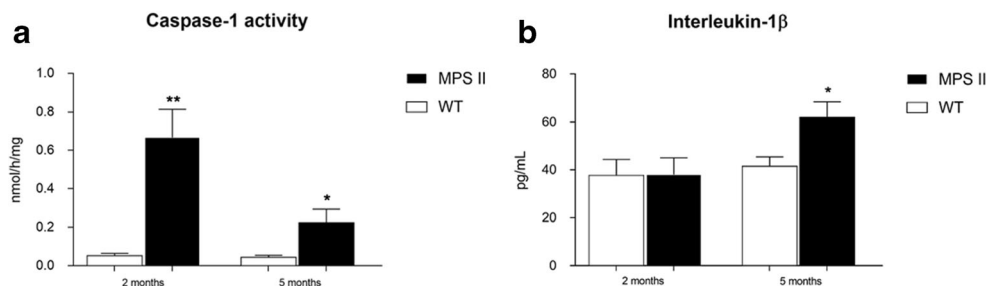 a
Caspase-1 activity
1.0
0.8
0.6
0.4
0.2
0.0
nmol/h/mg
**
*
2 months
5 months
MPS II
WT
b
Interleukin-1β
80
60
40
20
0
pg/mL
*
2 months
5 months
MPS II
WT